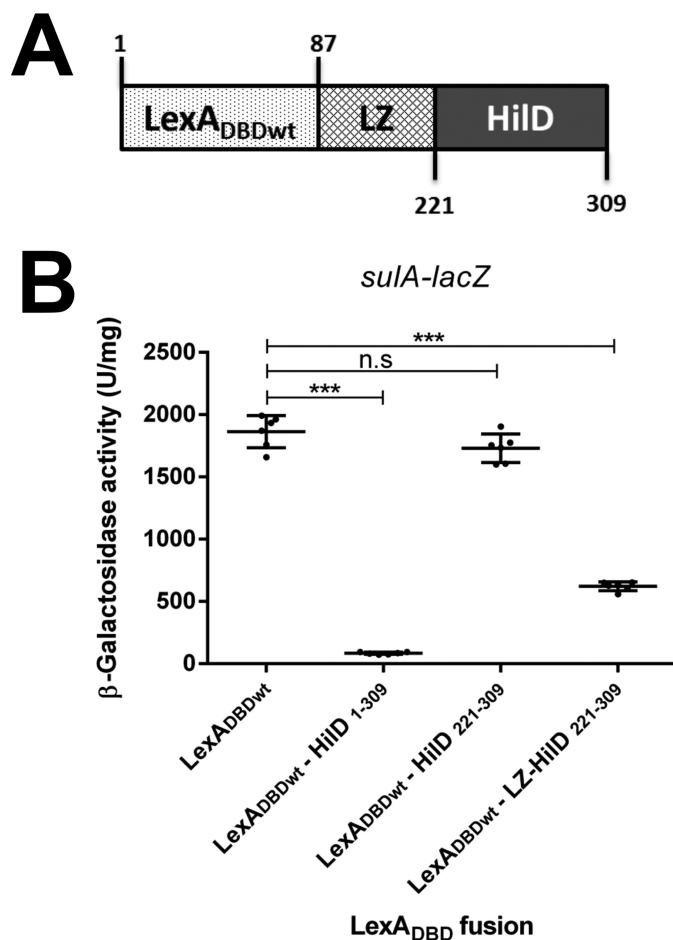 A
1 87
LexADBDwt LZ HilD
221 309
B
sulA-lacZ
***
n.s
***
β-Galactosidase activity (U/mg)
2500
2000
1500
1000
500
0
LexADBDwt
LexADBDwt - HilD 1-309
LexADBDwt - HilD 221-309
LexADBDwt - LZ-HilD 221-309
LexADBD fusion